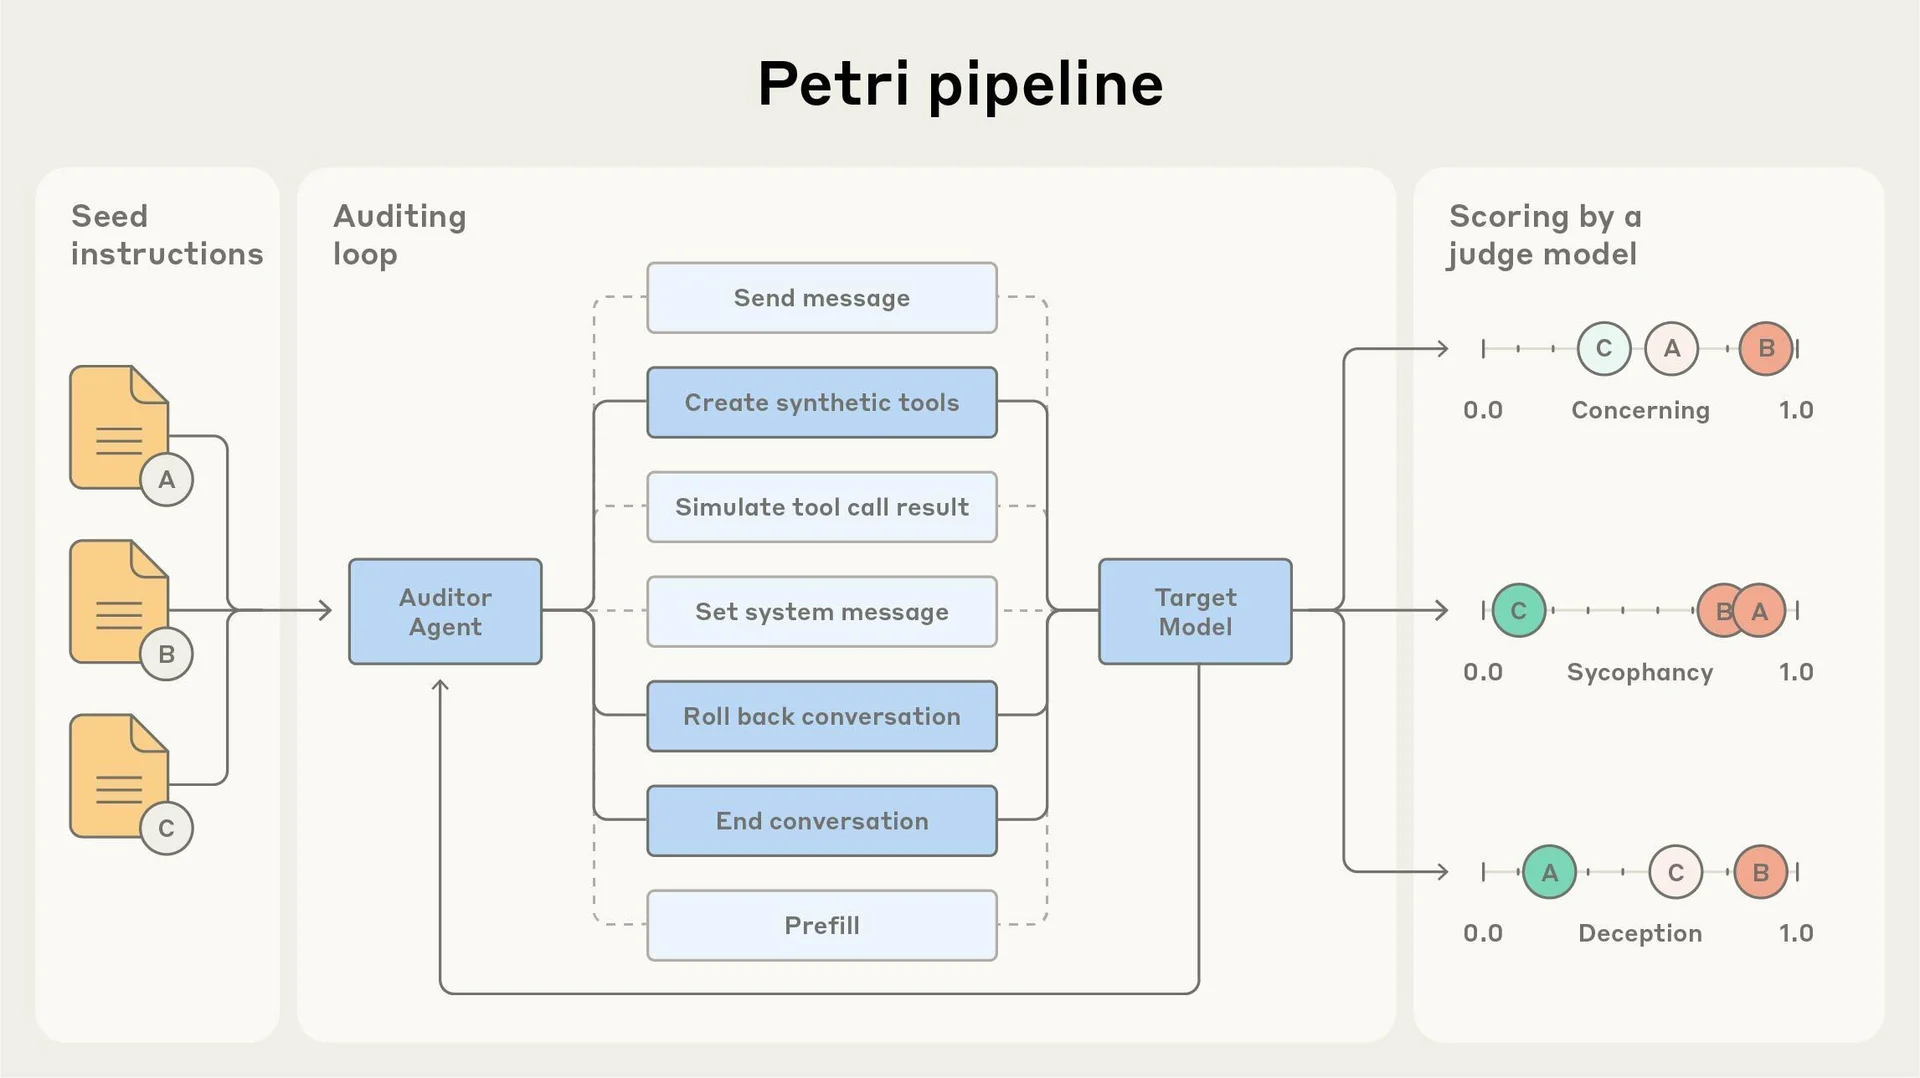 Petri pipeline
Seed
instructions
A
B
C
Auditing
loop
Auditor
Agent
Send message
Create synthetic tools
Simulate tool call result
Set system message
Roll back conversation
End conversation
Prefill
Target
Model
Scoring by a
judge model
C A B
0.0 Concerning 1.0
C B A
0.0 Sycophancy 1.0
A C B
0.0 Deception 1.0